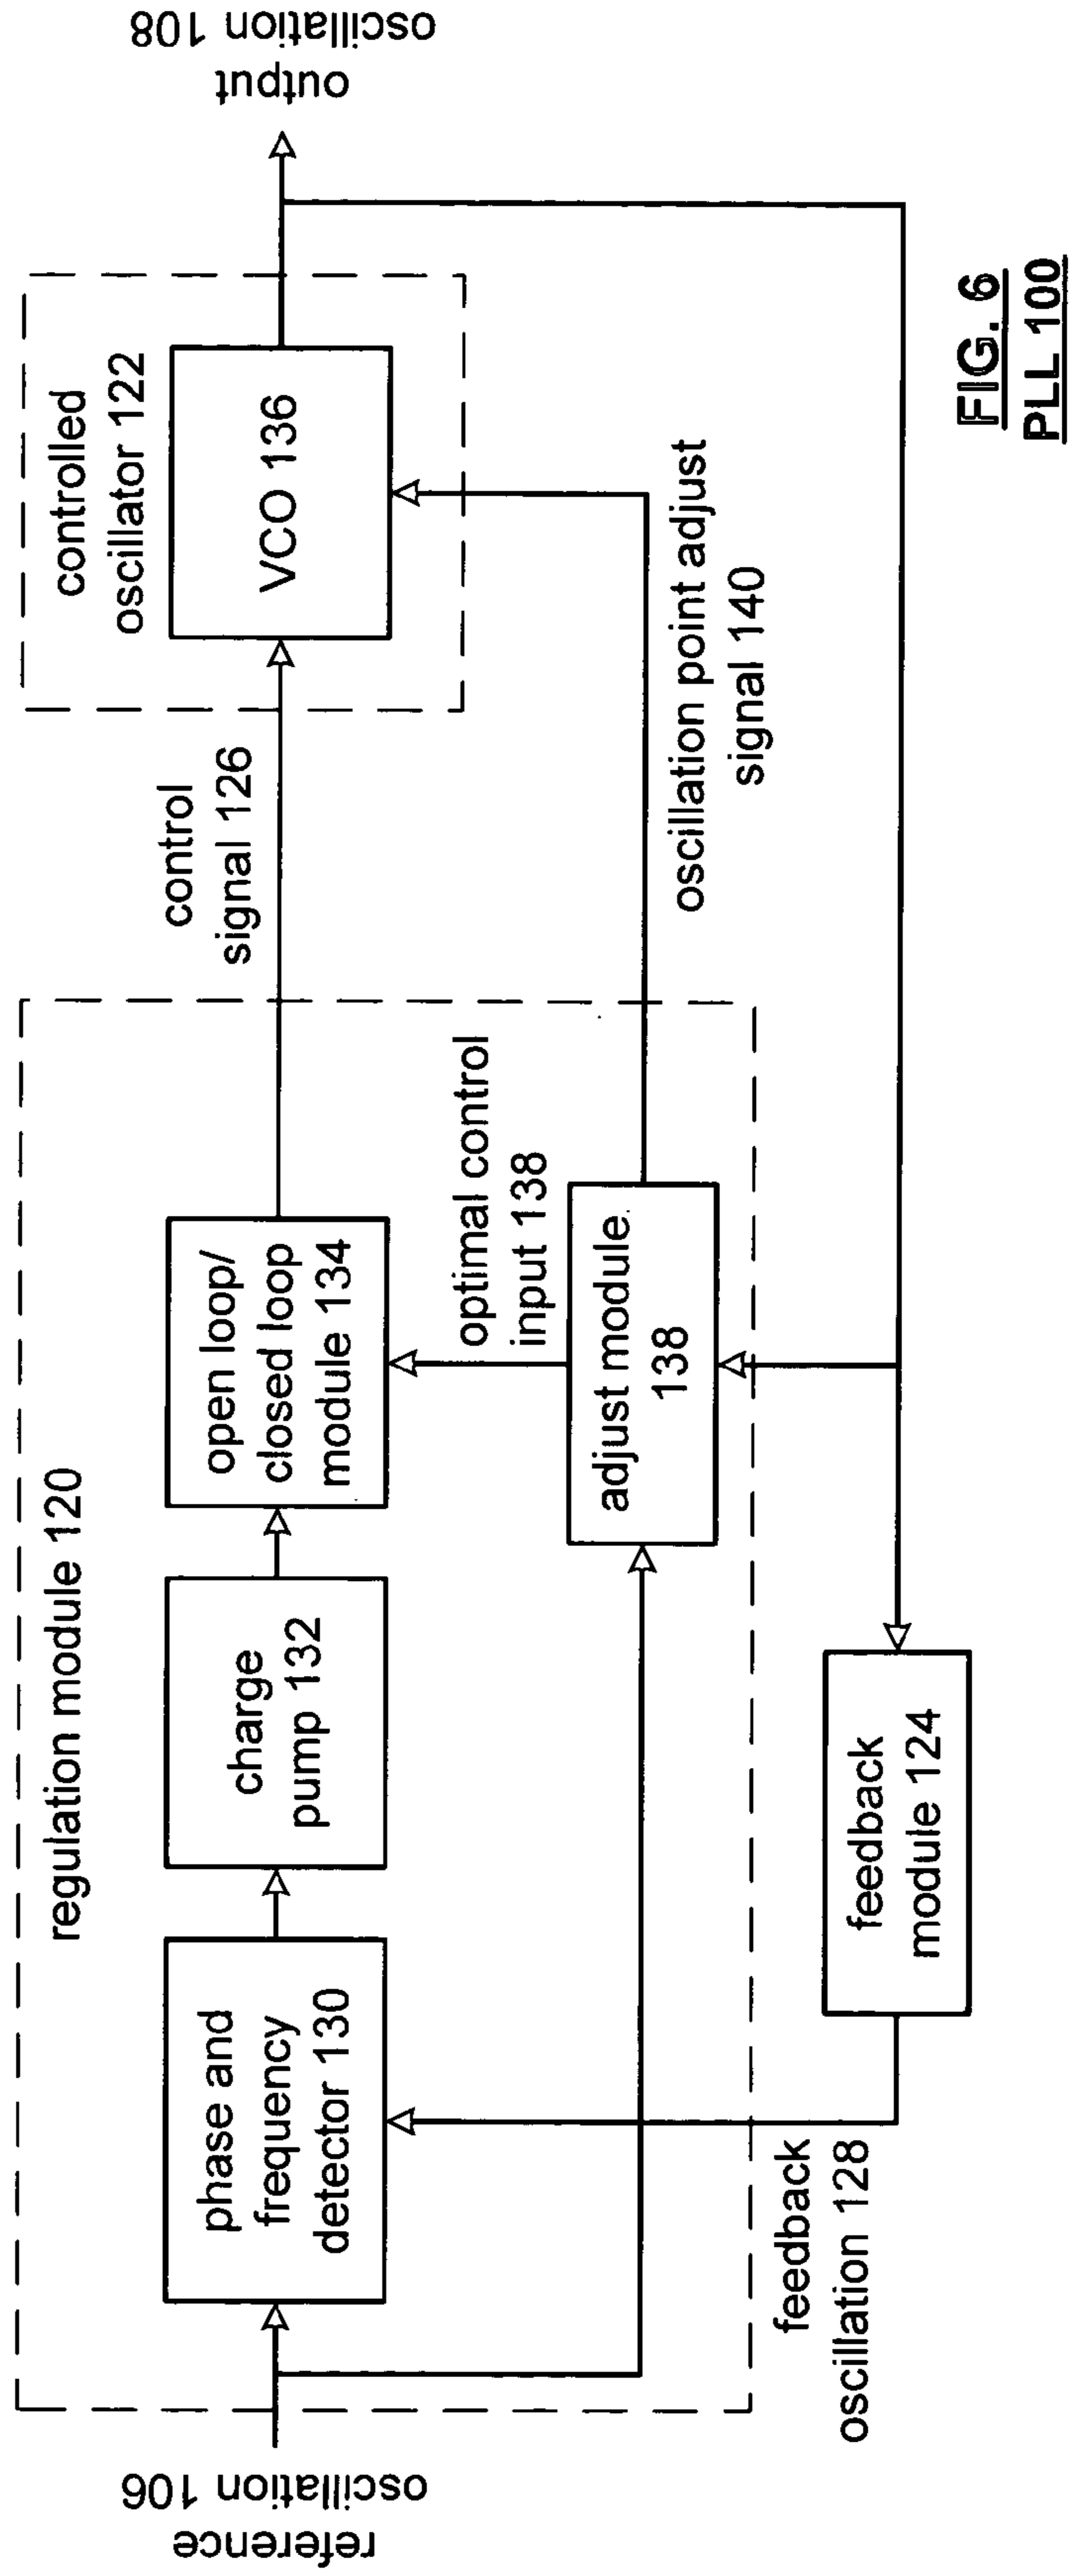 regulation module 120
reference
oscillation 106
phase and
frequency
detector 130
charge
pump 132
open loop/
closed loop
module 134
control
signal 126
controlled
oscillator 122
VCO 136
output
oscillation 108
optimal control
input 138
adjust module
138
oscillation point adjust
signal 140
feedback
oscillation 128
feedback
module 124
FIG. 6
PLL 100